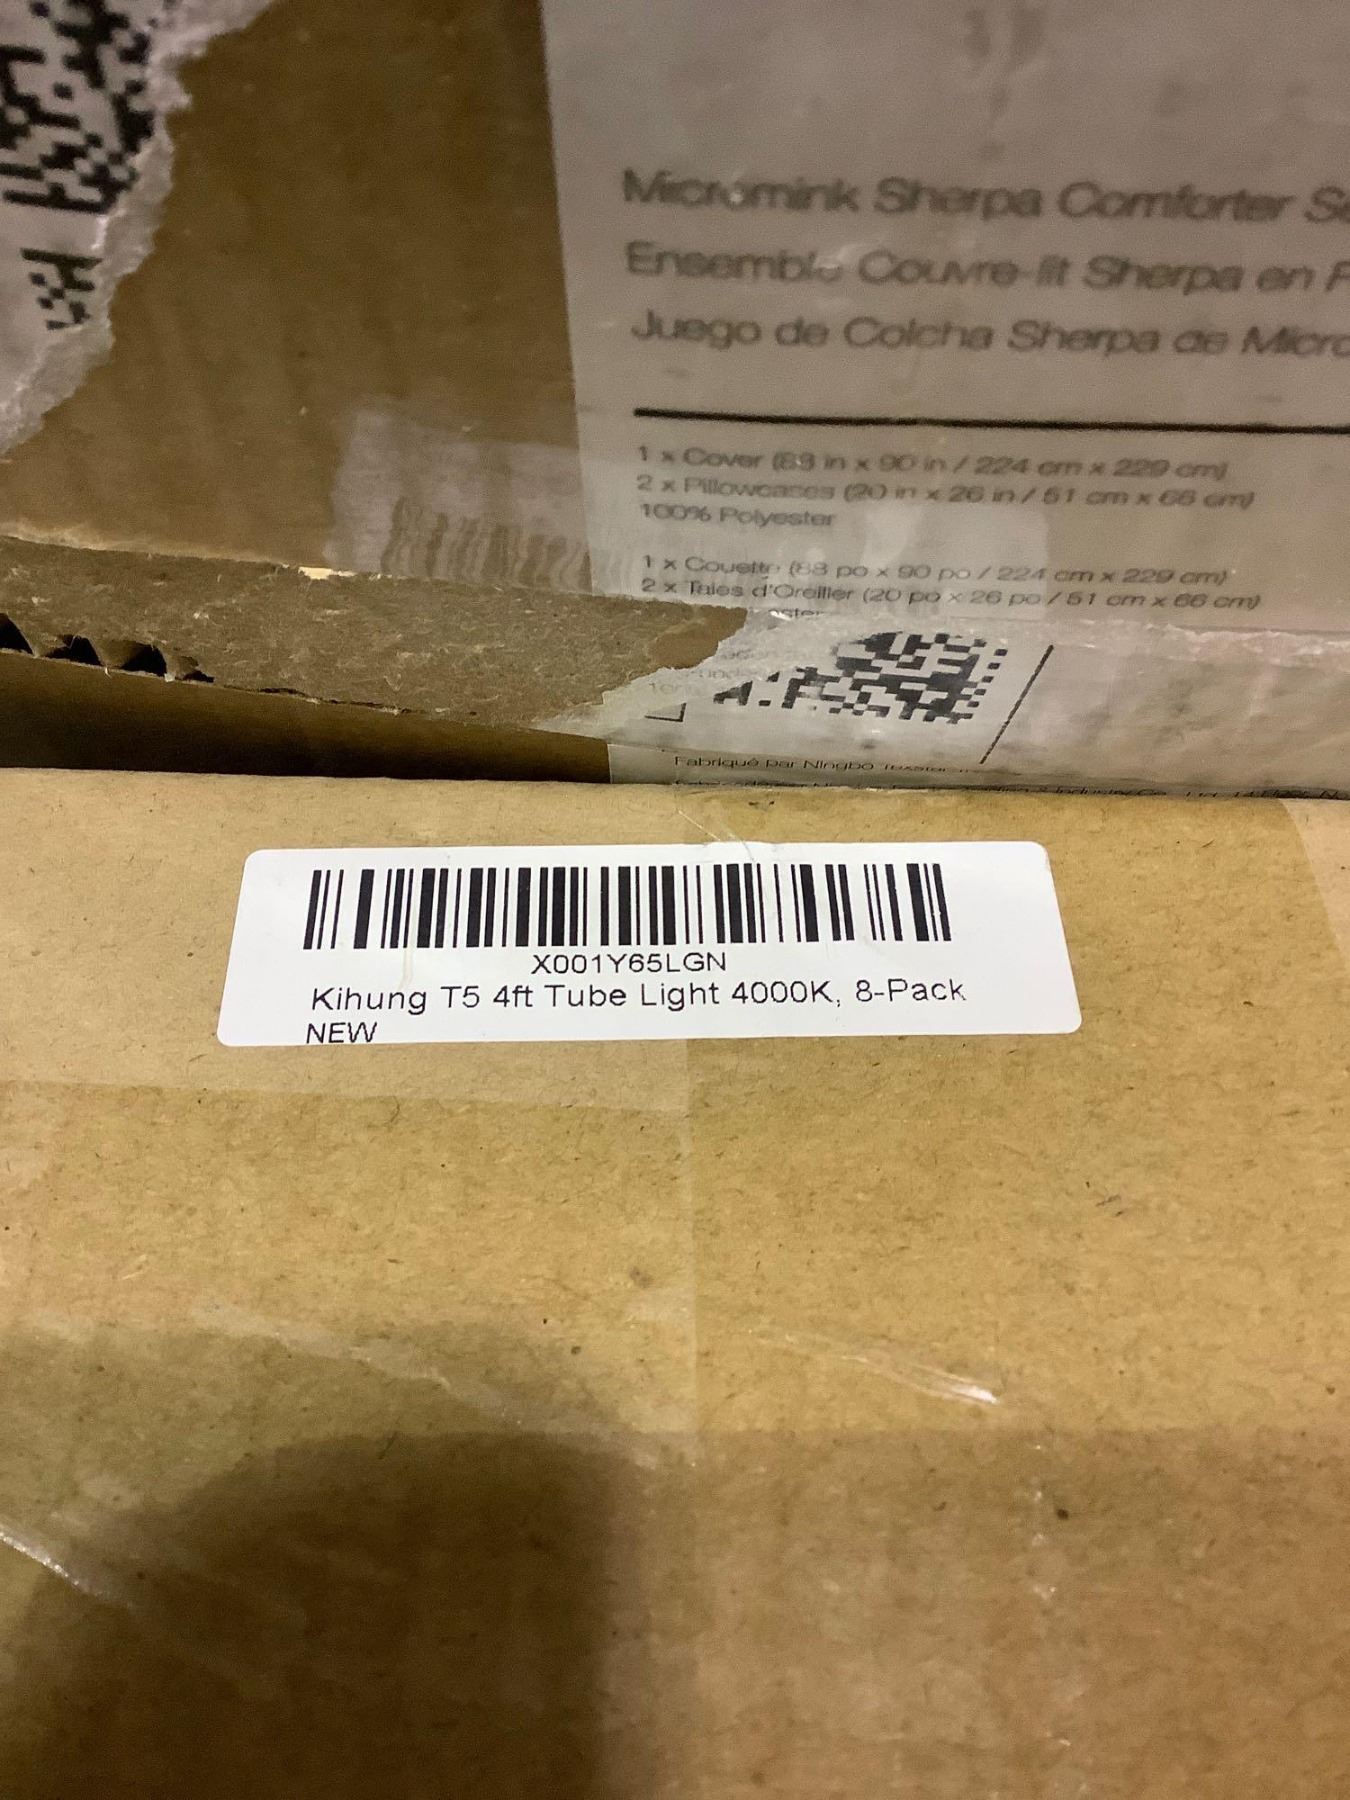 Micromink Sherpa Comforter
Ensemble Couvre-lit Sherpa en
Juego de Colcha Sherpa de
1 x Cover (88 in x 90 in / 224 cm x 229 cm)
2 x Pillowcases (20 in x 26 in / 51 cm x 66 cm)
100% Polyester
1 x Couette (88 po x 90 po / 224 cm x 229 cm)
2 x Taies d'Oreiller (20 po x 26 po / 51 cm x 66 cm)
Fabriqué par Ningbo
X001Y65LGN
Kihung T5 4ft Tube Light 4000K, 8-Pack
NEW